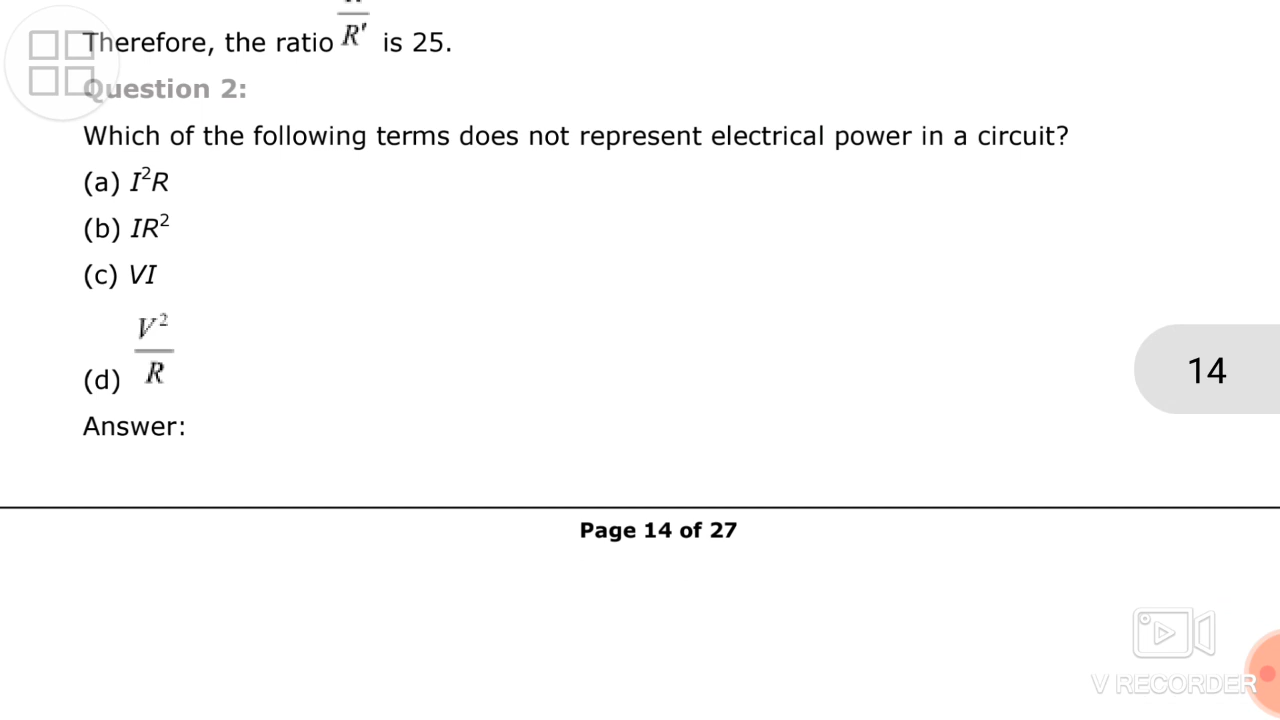 Therefore, the ratio R' is 25.
Question 2:
Which of the following terms does not represent electrical power in a circuit?
(a) I²R
(b) IR²
(c) VI
(d) V²/R
14
Answer:
Page 14 of 27
V RECORDER